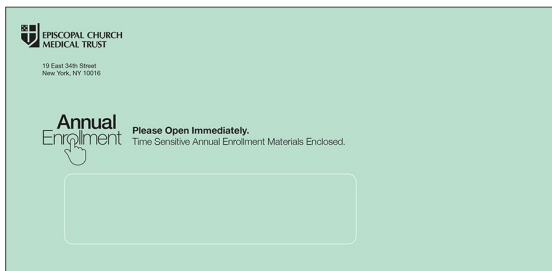 EPISCOPAL CHURCH
MEDICAL TRUST
19 East 34th Street
New York, NY 10016
Annual
Enrollment
Please Open Immediately.
Time Sensitive Annual Enrollment Materials Enclosed.